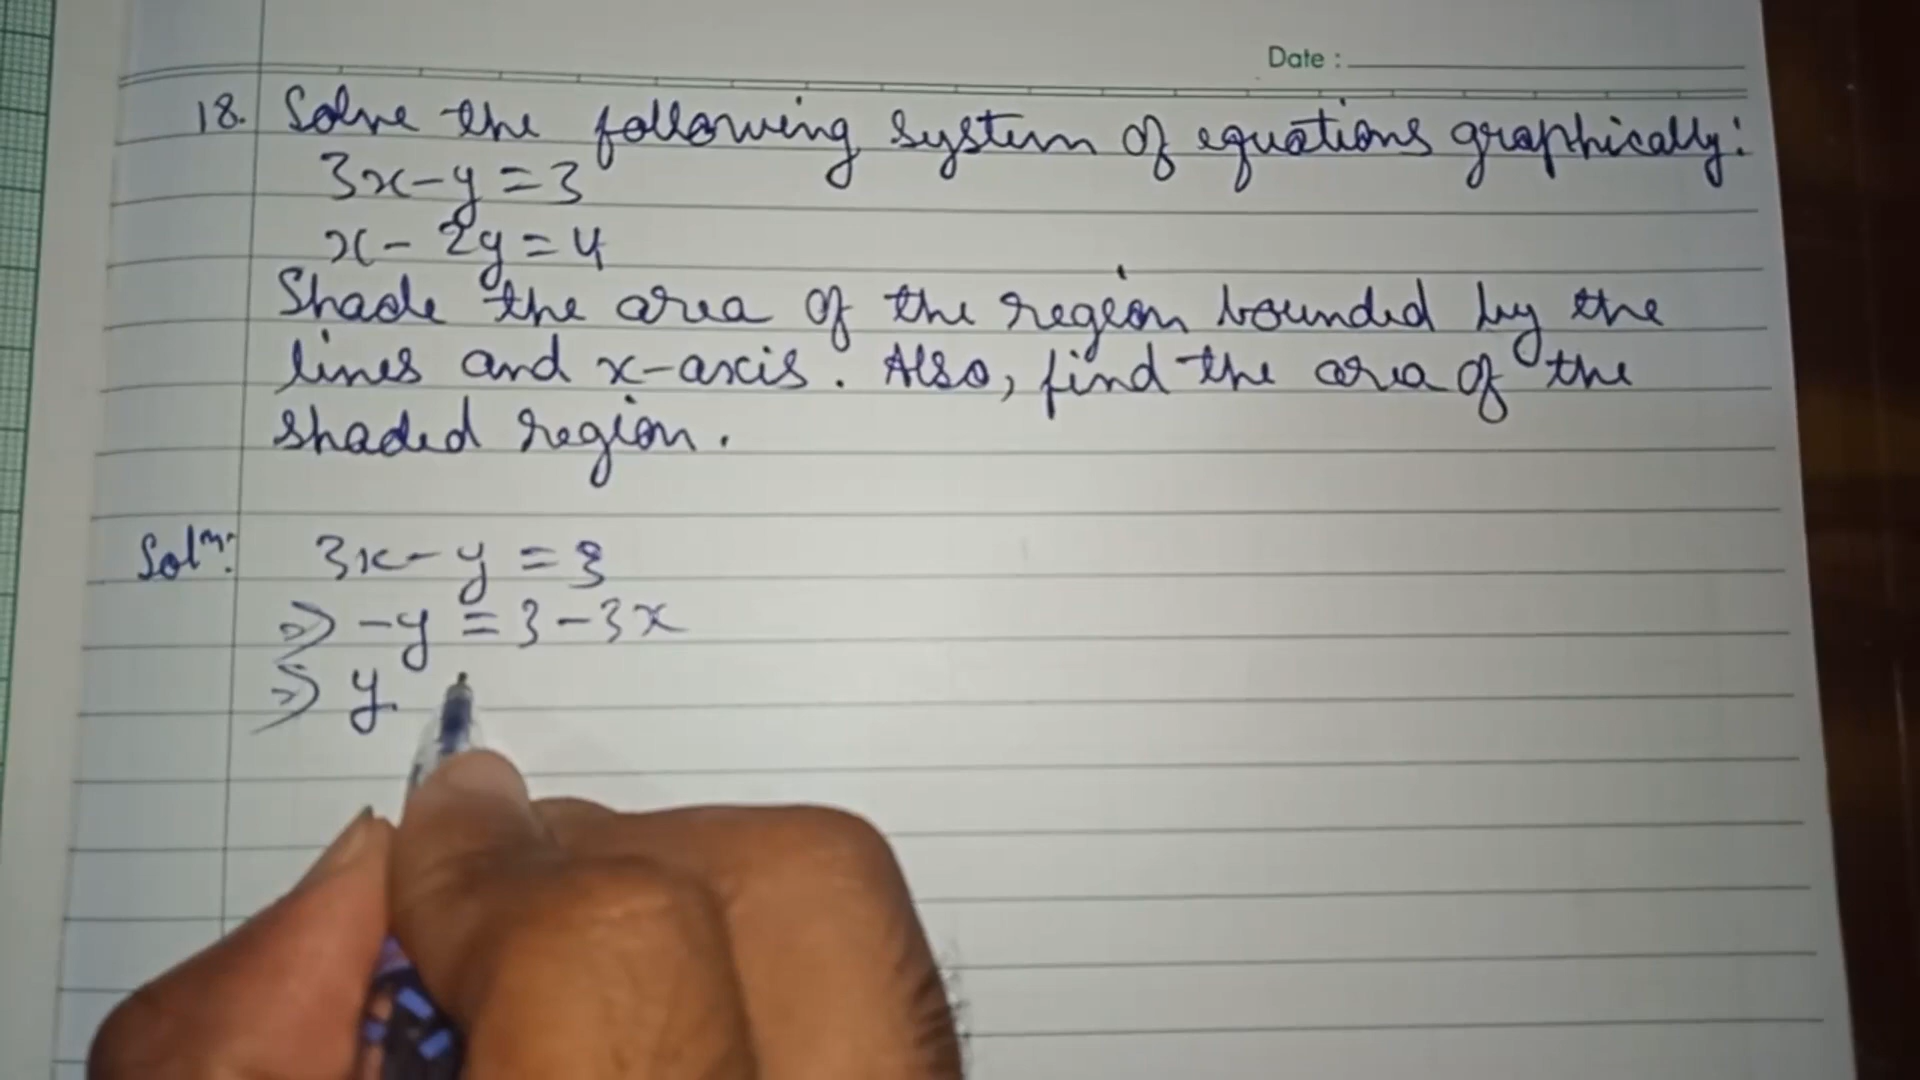 Date :
18. Solve the following system of equations graphically:
3x-y=3
x-2y=4
Shade the area of the region bounded by the
lines and x-axis. Also, find the area of the
shaded region.
Solⁿ: 3x-y = 3
⇒ -y = 3-3x
⇒ y